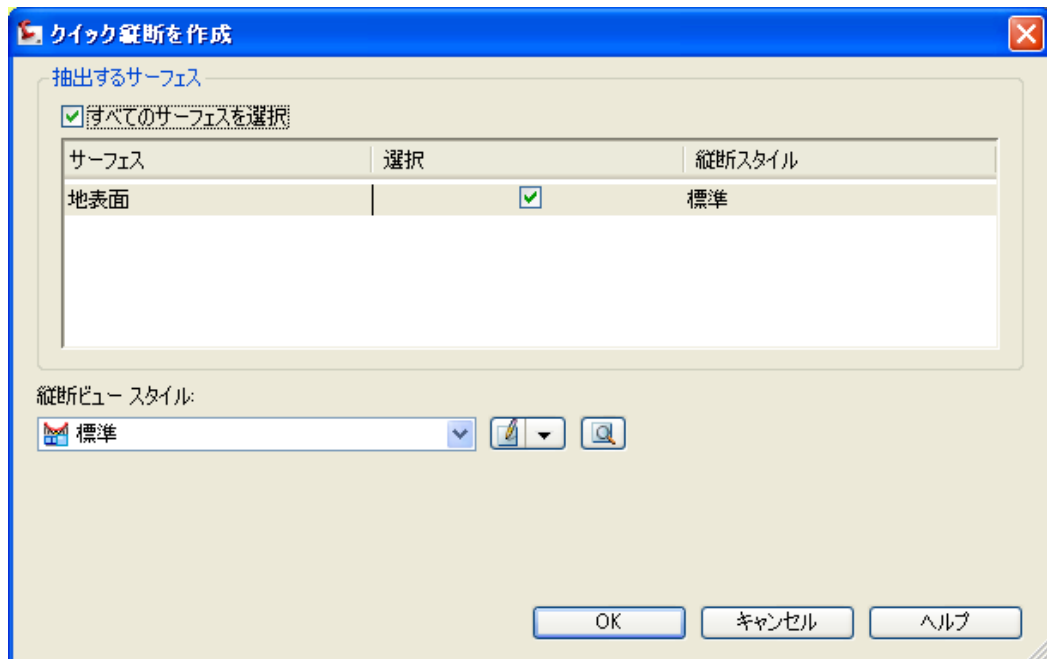 クイック縦断を作成
抽出するサーフェス
すべてのサーフェスを選択
サーフェス 選択 縦断スタイル
地表面 標準
縦断ビュー スタイル:
標準
OK キャンセル ヘルプ